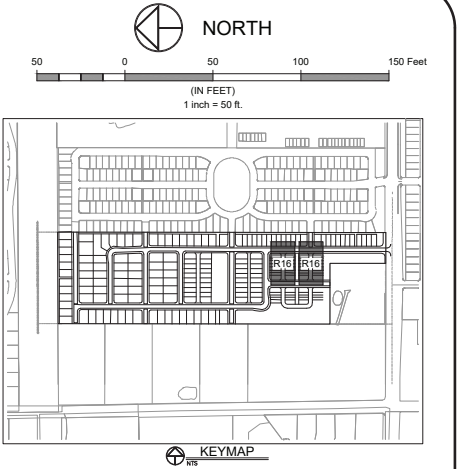 NORTH
50 0 50 100 150 Feet
(IN FEET)
1 inch = 50 ft.
R16 R16
KEYMAP
NTS